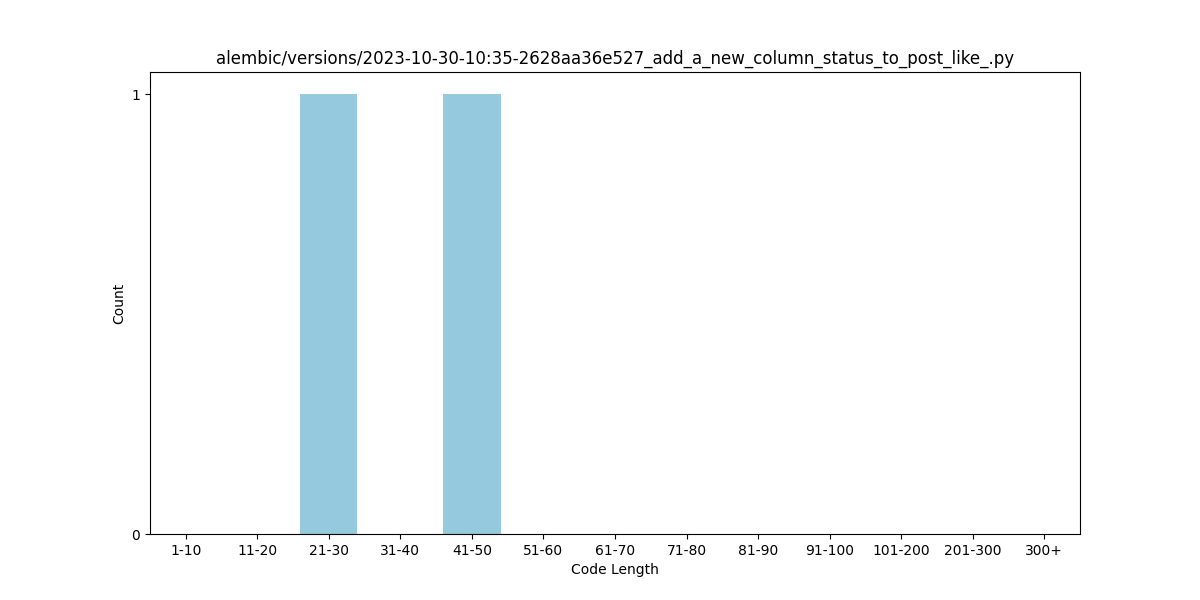 alembic/versions/2023-10-30-10:35-2628aa36e527_add_a_new_column_status_to_post_like_.py
1
Count
0
1-10 11-20 21-30 31-40 41-50 51-60 61-70 71-80 81-90 91-100 101-200 201-300 300+
Code Length